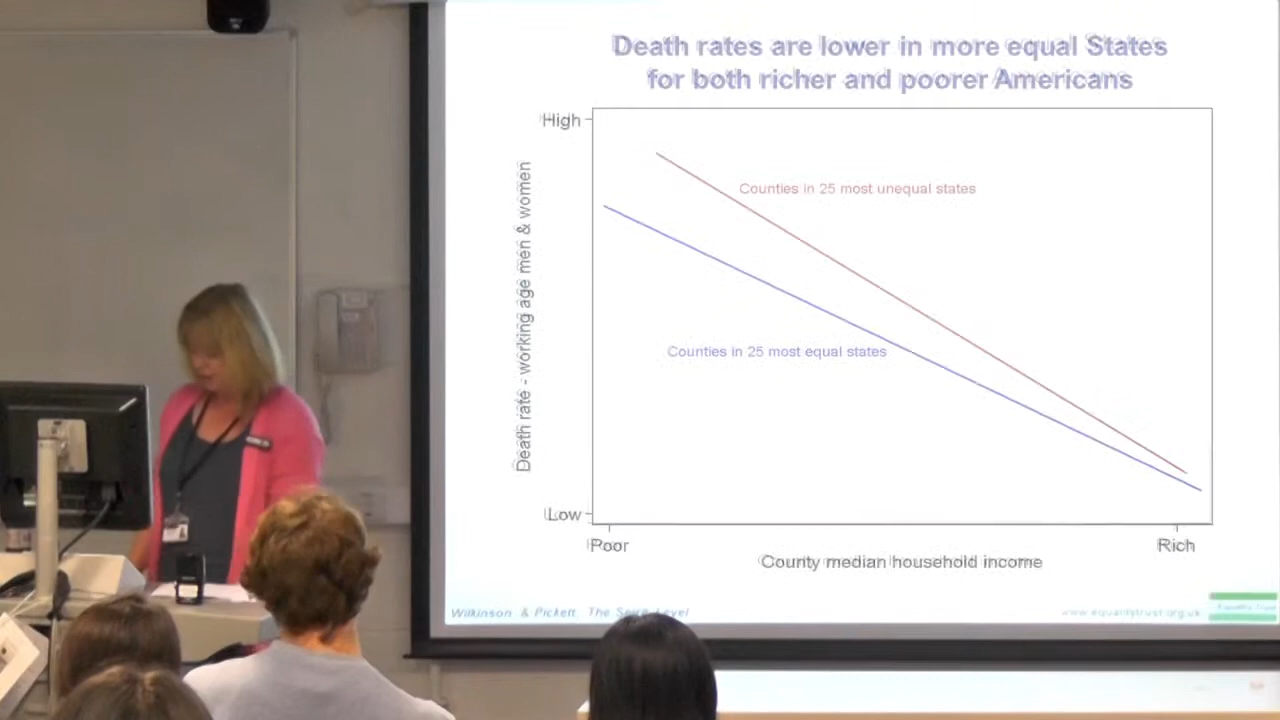 Death rates are lower in more equal States
for both richer and poorer Americans
High
Counties in 25 most unequal states
Death rate - working age men & women
Counties in 25 most equal states
Low
Poor
Rich
County median household income
Wilkinson & Pickett, The Spirit Level
www.equalitytrust.org.uk
Equality Trust